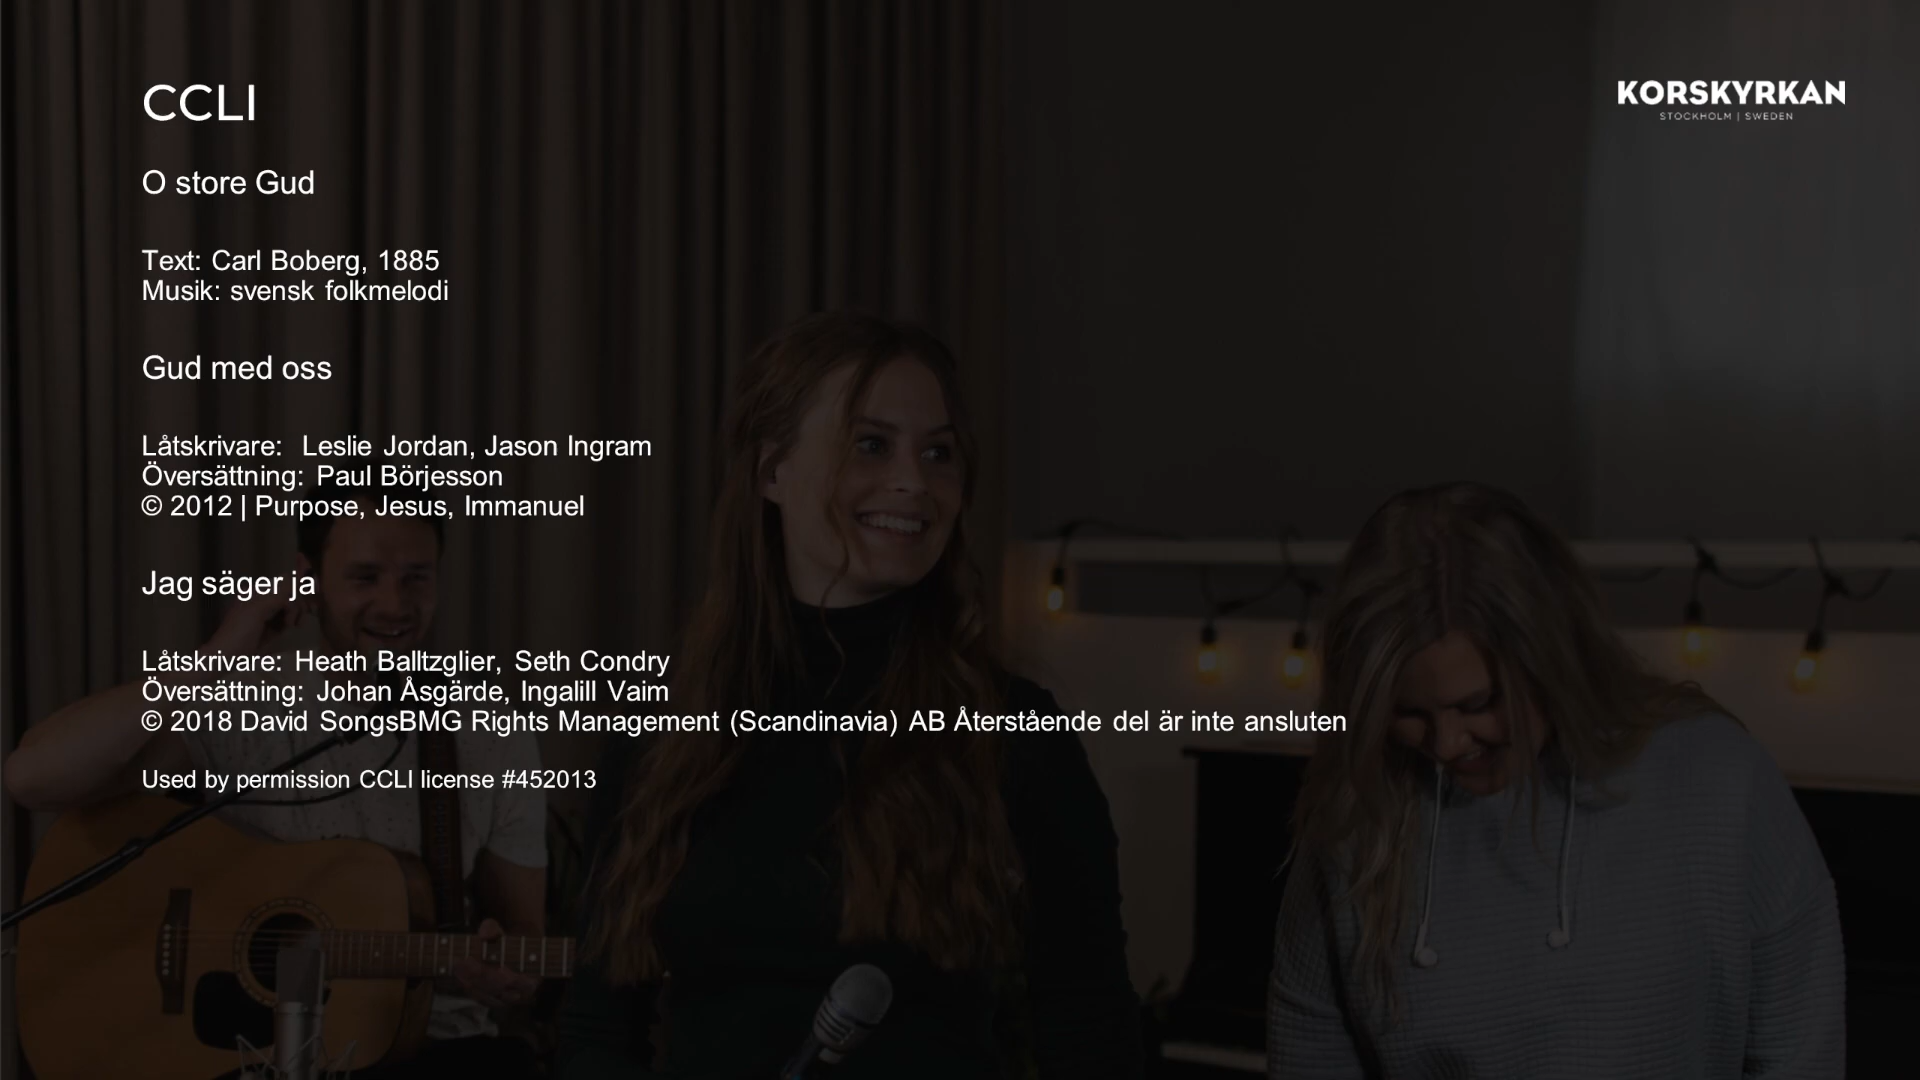 CCLI
KORSKYRKAN
STOCKHOLM | SWEDEN
O store Gud
Text: Carl Boberg, 1885
Musik: svensk folkmelodi
Gud med oss
Låtskrivare: Leslie Jordan, Jason Ingram
Översättning: Paul Börjesson
© 2012 | Purpose, Jesus, Immanuel
Jag säger ja
Låtskrivare: Heath Balltzglier, Seth Condry
Översättning: Johan Åsgärde, Ingalill Vaim
© 2018 David SongsBMG Rights Management (Scandinavia) AB Återstående del är inte ansluten
Used by permission CCLI license #452013